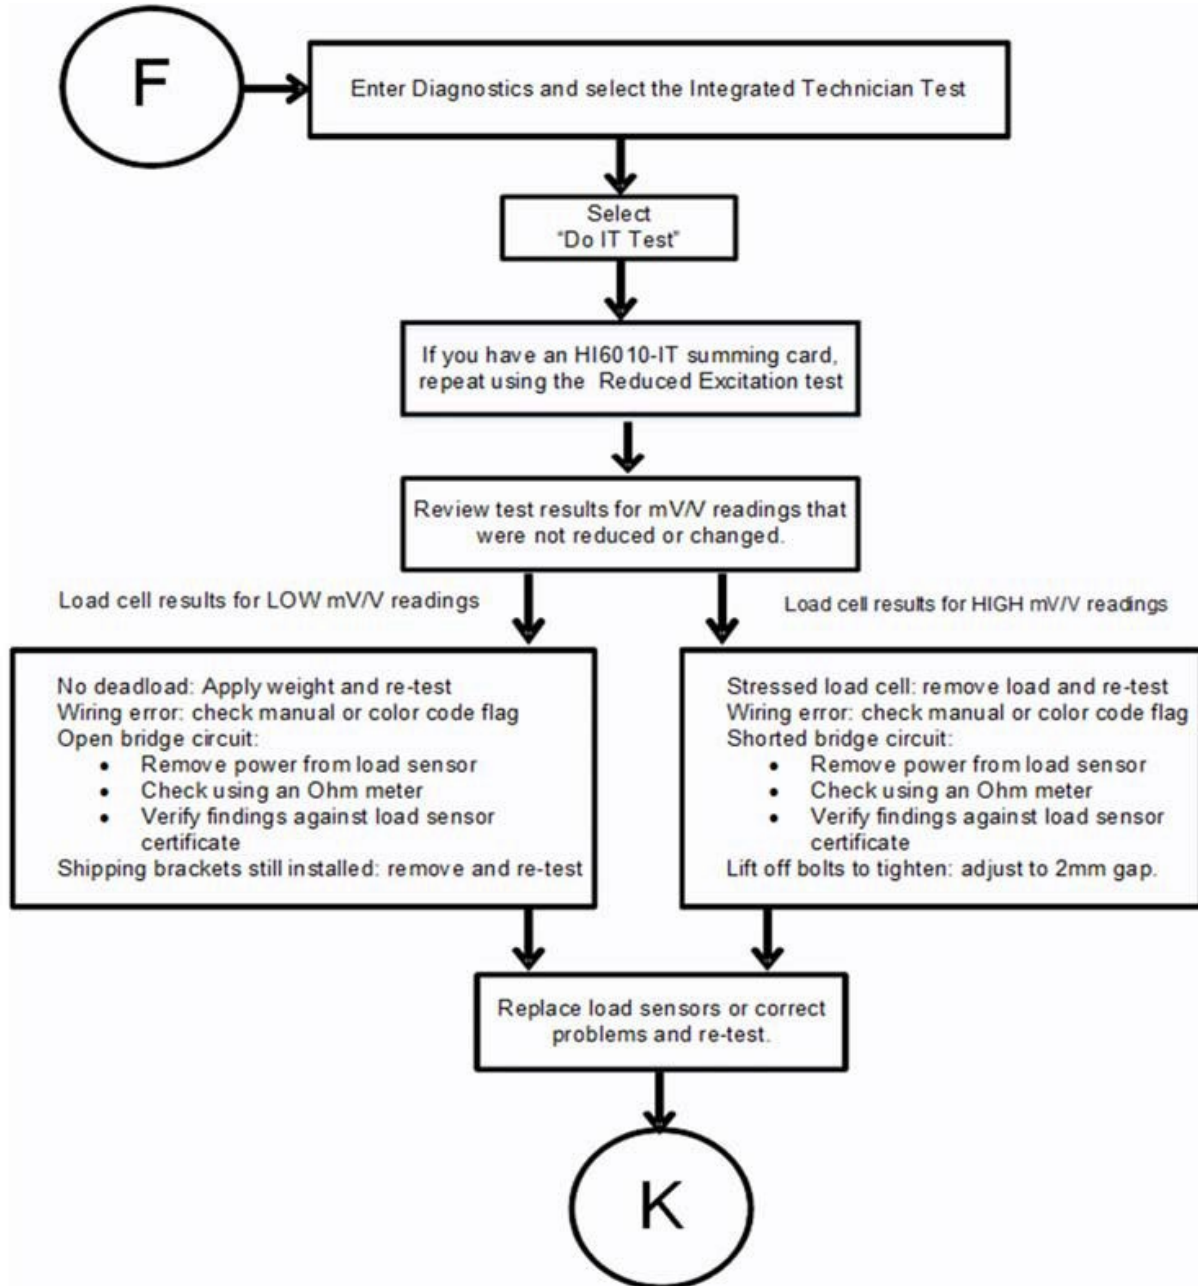 F
Enter Diagnostics and select the Integrated Technician Test
Select
"Do IT Test"
If you have an HI6010-IT summing card,
repeat using the Reduced Excitation test
Review test results for mV/V readings that
were not reduced or changed.
Load cell results for LOW mV/V readings
No deadload: Apply weight and re-test
Wiring error: check manual or color code flag
Open bridge circuit:
• Remove power from load sensor
• Check using an Ohm meter
• Verify findings against load sensor
certificate
Shipping brackets still installed: remove and re-test
Load cell results for HIGH mV/V readings
Stressed load cell: remove load and re-test
Wiring error: check manual or color code flag
Shorted bridge circuit:
• Remove power from load sensor
• Check using an Ohm meter
• Verify findings against load sensor
certificate
Lift off bolts to tighten: adjust to 2mm gap.
Replace load sensors or correct
problems and re-test.
K